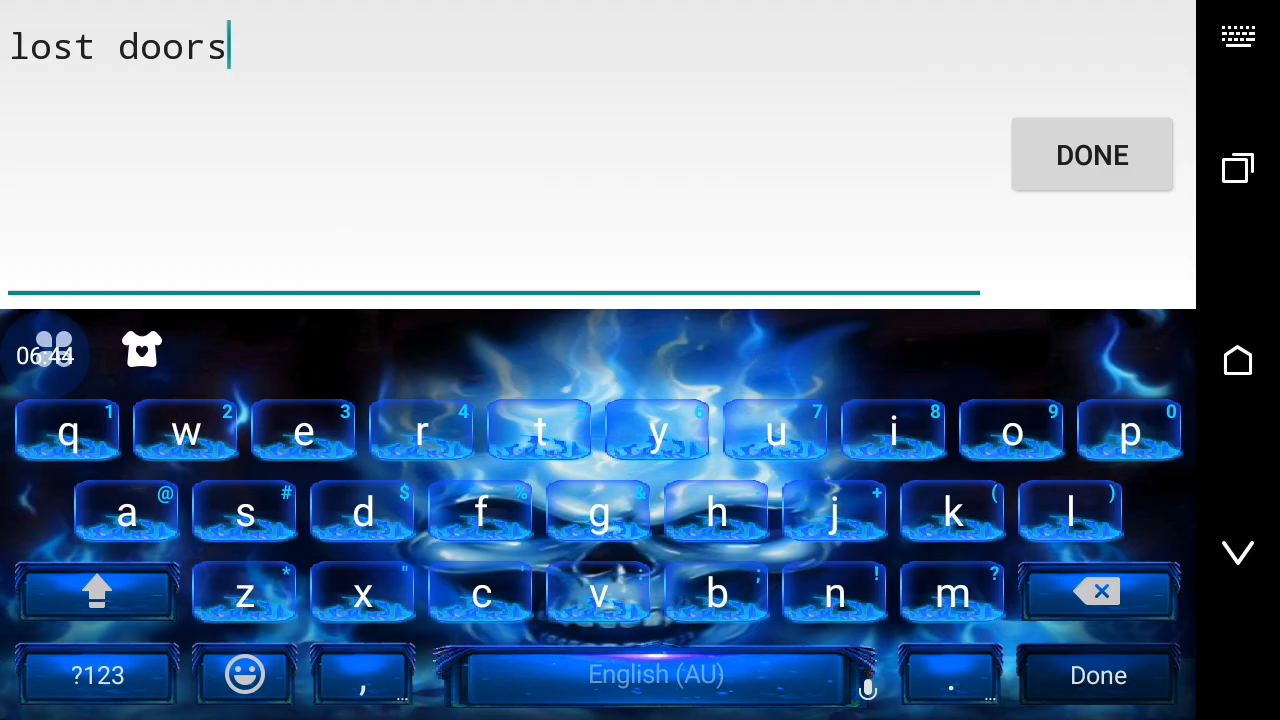 lost doors
DONE
06:44
q 1 w 2 e 3 r 4 t 5 y 6 u 7 i 8 o 9 p 0
a @ s # d $ f % g & h j + k ( l )
z * x " c ' v : b ; n ! m ?
?123 , ... English (AU) . ... Done